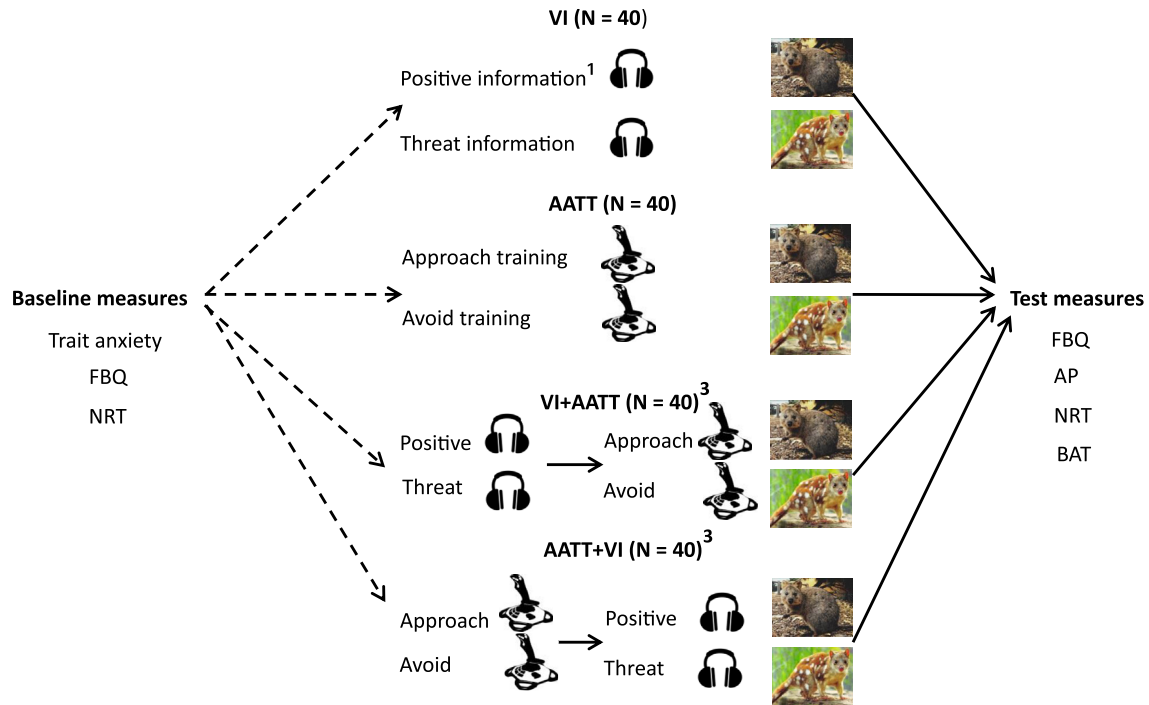 VI (N = 40)
Positive information¹
Threat information
AATT (N = 40)
Approach training
Avoid training
Baseline measures
Trait anxiety
FBQ
NRT
VI+AATT (N = 40)³
Positive
Threat
Approach
Avoid
AATT+VI (N = 40)³
Approach
Avoid
Positive
Threat
Test measures
FBQ
AP
NRT
BAT